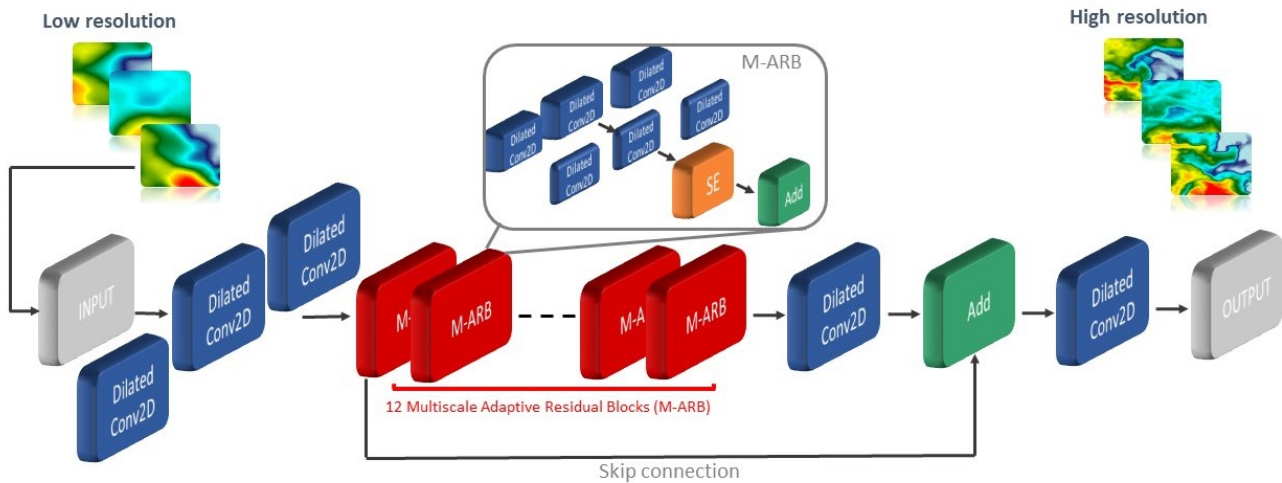 Low resolution
High resolution
M-ARB
Dilated
Conv2D
Dilated
Conv2D
Dilated
Conv2D
Dilated
Conv2D
Dilated
Conv2D
Dilated
Conv2D
SE
Add
INPUT
Dilated
Conv2D
Dilated
Conv2D
Dilated
Conv2D
M-A
M-ARB
M-A
M-ARB
Dilated
Conv2D
Add
Dilated
Conv2D
OUTPUT
12 Multiscale Adaptive Residual Blocks (M-ARB)
Skip connection